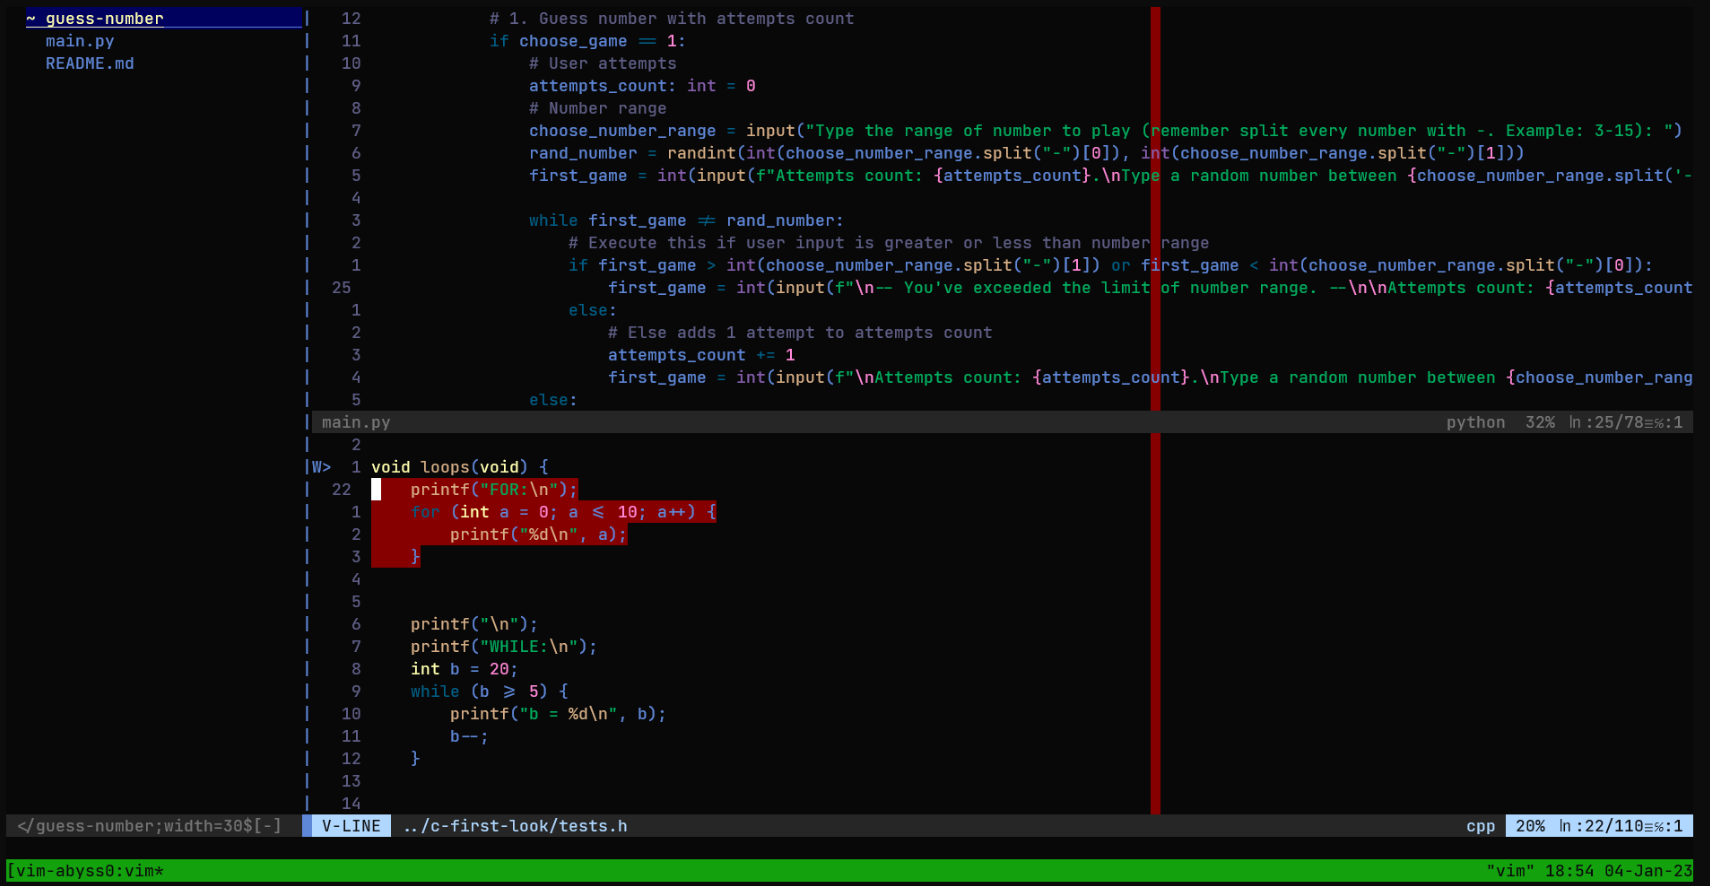 ~ guess-number
main.py
README.md
12 # 1. Guess number with attempts count
11 if choose_game == 1:
10 # User attempts
9 attempts_count: int = 0
8 # Number range
7 choose_number_range = input("Type the range of number to play (remember split every number with -. Example: 3-15): ")
6 rand_number = randint(int(choose_number_range.split("-")[0]), int(choose_number_range.split("-")[1]))
5 first_game = int(input(f"Attempts count: {attempts_count}.\nType a random number between {choose_number_range.split('-
4
3 while first_game != rand_number:
2 # Execute this if user input is greater or less than number range
1 if first_game > int(choose_number_range.split("-")[1]) or first_game < int(choose_number_range.split("-")[0]):
25 first_game = int(input(f"\n-- You've exceeded the limit of number range. --\n\nAttempts count: {attempts_count
1 else:
2 # Else adds 1 attempt to attempts count
3 attempts_count += 1
4 first_game = int(input(f"\nAttempts count: {attempts_count}.\nType a random number between {choose_number_rang
5 else:
main.py python 32% ㏑:25/78≡℅:1
2
W> 1 void loops(void) {
22 printf("FOR:\n");
1 for (int a = 0; a <= 10; a++) {
2 printf("%d\n", a);
3 }
4
5
6 printf("\n");
7 printf("WHILE:\n");
8 int b = 20;
9 while (b >= 5) {
10 printf("b = %d\n", b);
11 b--;
12 }
13
14
</guess-number;width=30$[-] V-LINE ../c-first-look/tests.h cpp 20% ㏑:22/110≡℅:1
[vim-abyss0:vim* "vim" 18:54 04-Jan-23